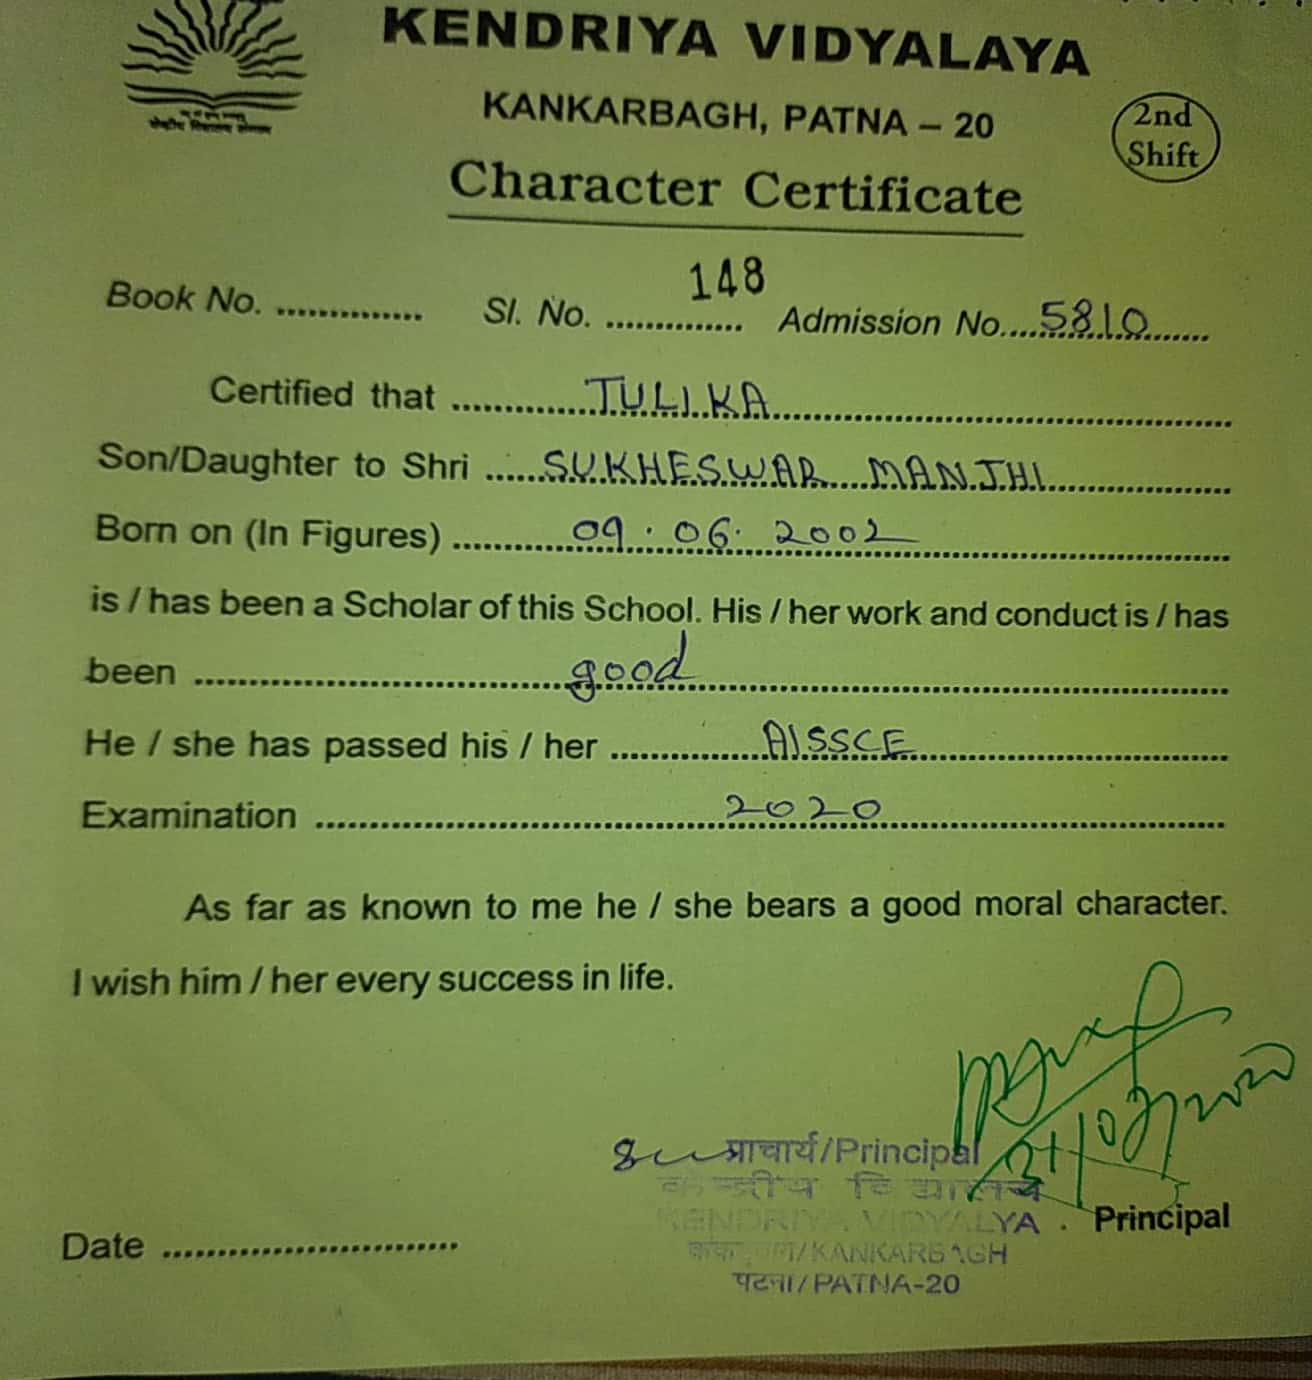 KENDRIYA VIDYALAYA
KANKARBAGH, PATNA – 20
2nd
Shift
Character Certificate
Book No. .............. Sl. No. 148 .............. Admission No....5810.......
Certified that ..............TULIKA..............
Son/Daughter to Shri ......SUKHESWAR....MANJHI..............
Born on (In Figures) ............09.06.2002..............
is / has been a Scholar of this School. His / her work and conduct is / has
been ..............good..............
He / she has passed his / her ..............AISSCE..............
Examination ..............2020..............
As far as known to me he / she bears a good moral character.
I wish him / her every success in life.
प्राचार्य/Principal
केन्द्रीय विद्यालय
KENDRIYA VIDYALYA
Principal
Date ..............
/KANKARBAGH
पटना/PATNA-20